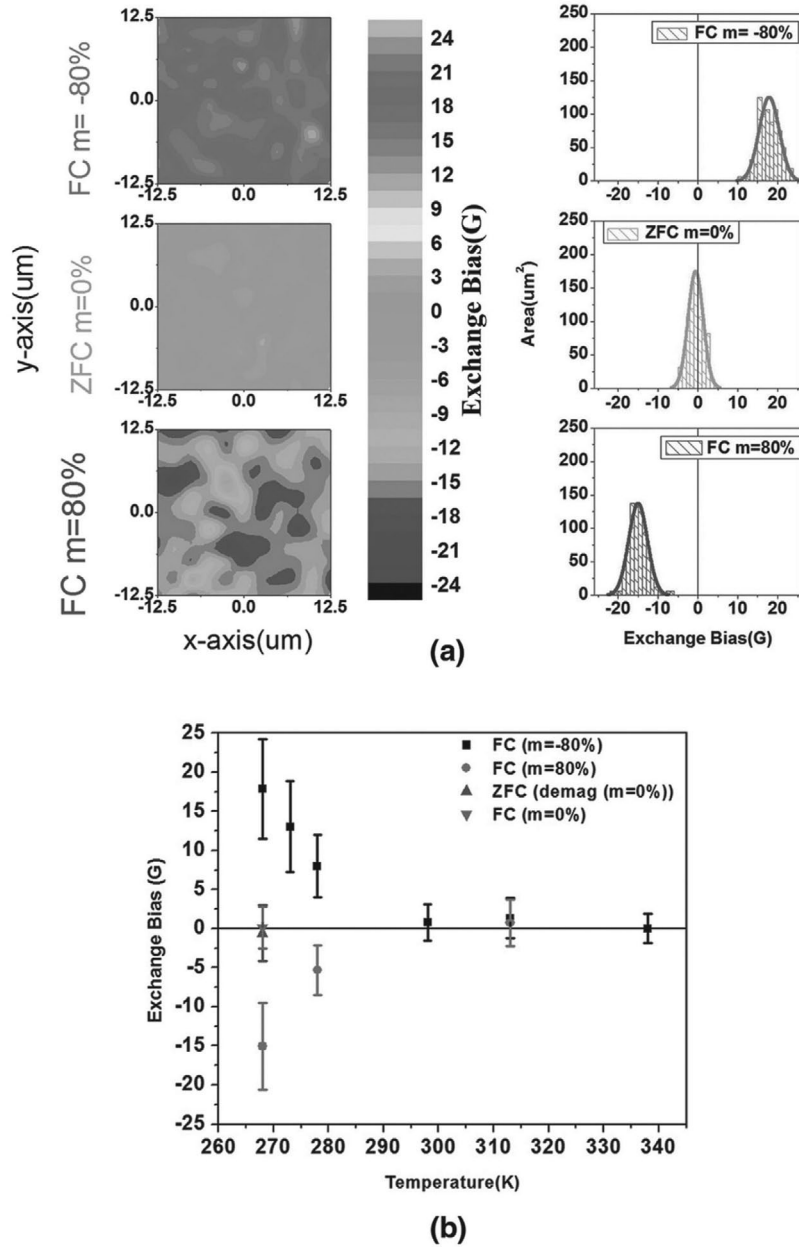 12.5
0.0
-12.5
-12.5 0.0 12.5
FC m= -80%
12.5
0.0
-12.5
-12.5 0.0 12.5
ZFC m=0%
y-axis(um)
12.5
0.0
-12.5
-12.5 0.0 12.5
FC m=80%
x-axis(um)
24
21
18
15
12
9
6
3
0
-3
-6
-9
-12
-15
-18
-21
-24
Exchange Bias(G)
(a)
250
200
150
100
50
0
FC m= -80%
-20 -10 0 10 20
250
200
150
100
50
0
ZFC m=0%
Area(um²)
-20 -10 0 10 20
250
200
150
100
50
0
FC m=80%
-20 -10 0 10 20
Exchange Bias(G)
25
20
15
10
5
0
-5
-10
-15
-20
-25
Exchange Bias (G)
FC (m=-80%)
FC (m=80%)
ZFC (demag (m=0%))
FC (m=0%)
260 270 280 290 300 310 320 330 340
Temperature(K)
(b)